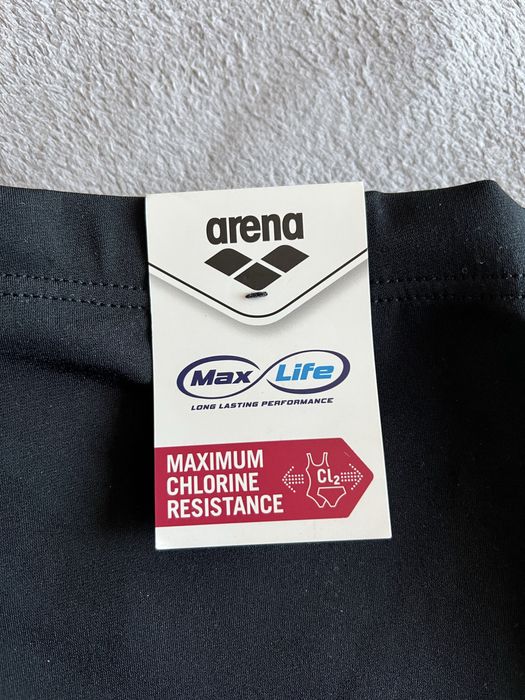 arena
Max Life
LONG LASTING PERFORMANCE
MAXIMUM
CHLORINE
RESISTANCE
Cl₂